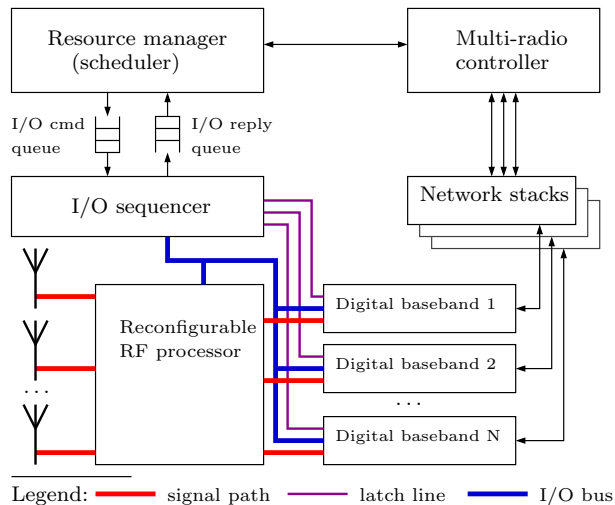 Resource manager
(scheduler)
Multi-radio
controller
I/O cmd
queue
I/O reply
queue
I/O sequencer
Network stacks
Reconfigurable
RF processor
Digital baseband 1
Digital baseband 2
...
...
Digital baseband N
Legend: signal path latch line I/O bus